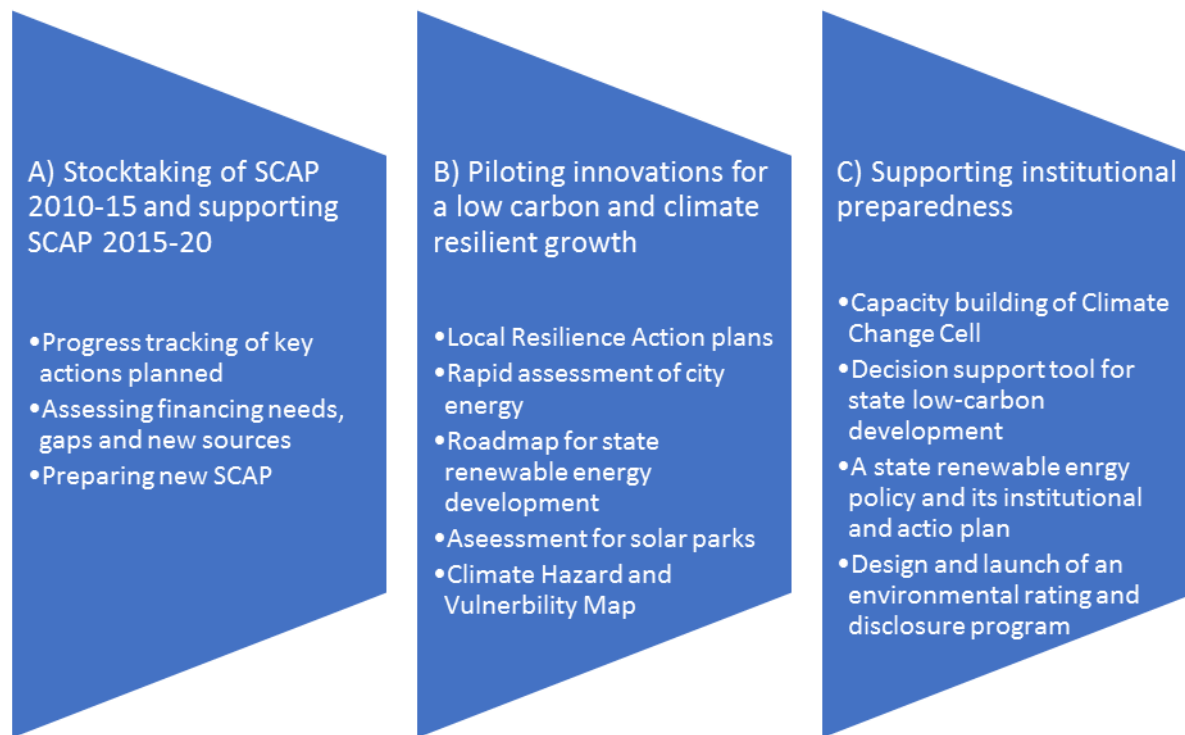 A) Stocktaking of SCAP
2010-15 and supporting
SCAP 2015-20
•Progress tracking of key
actions planned
•Assessing financing needs,
gaps and new sources
•Preparing new SCAP
B) Piloting innovations for
a low carbon and climate
resilient growth
•Local Resilience Action plans
•Rapid assessment of city
energy
•Roadmap for state
renewable energy
development
•Aseessment for solar parks
•Climate Hazard and
Vulnerbility Map
C) Supporting institutional
preparedness
•Capacity building of Climate
Change Cell
•Decision support tool for
state low-carbon
development
•A state renewable enrgy
policy and its institutional
and actio plan
•Design and launch of an
environmental rating and
disclosure program